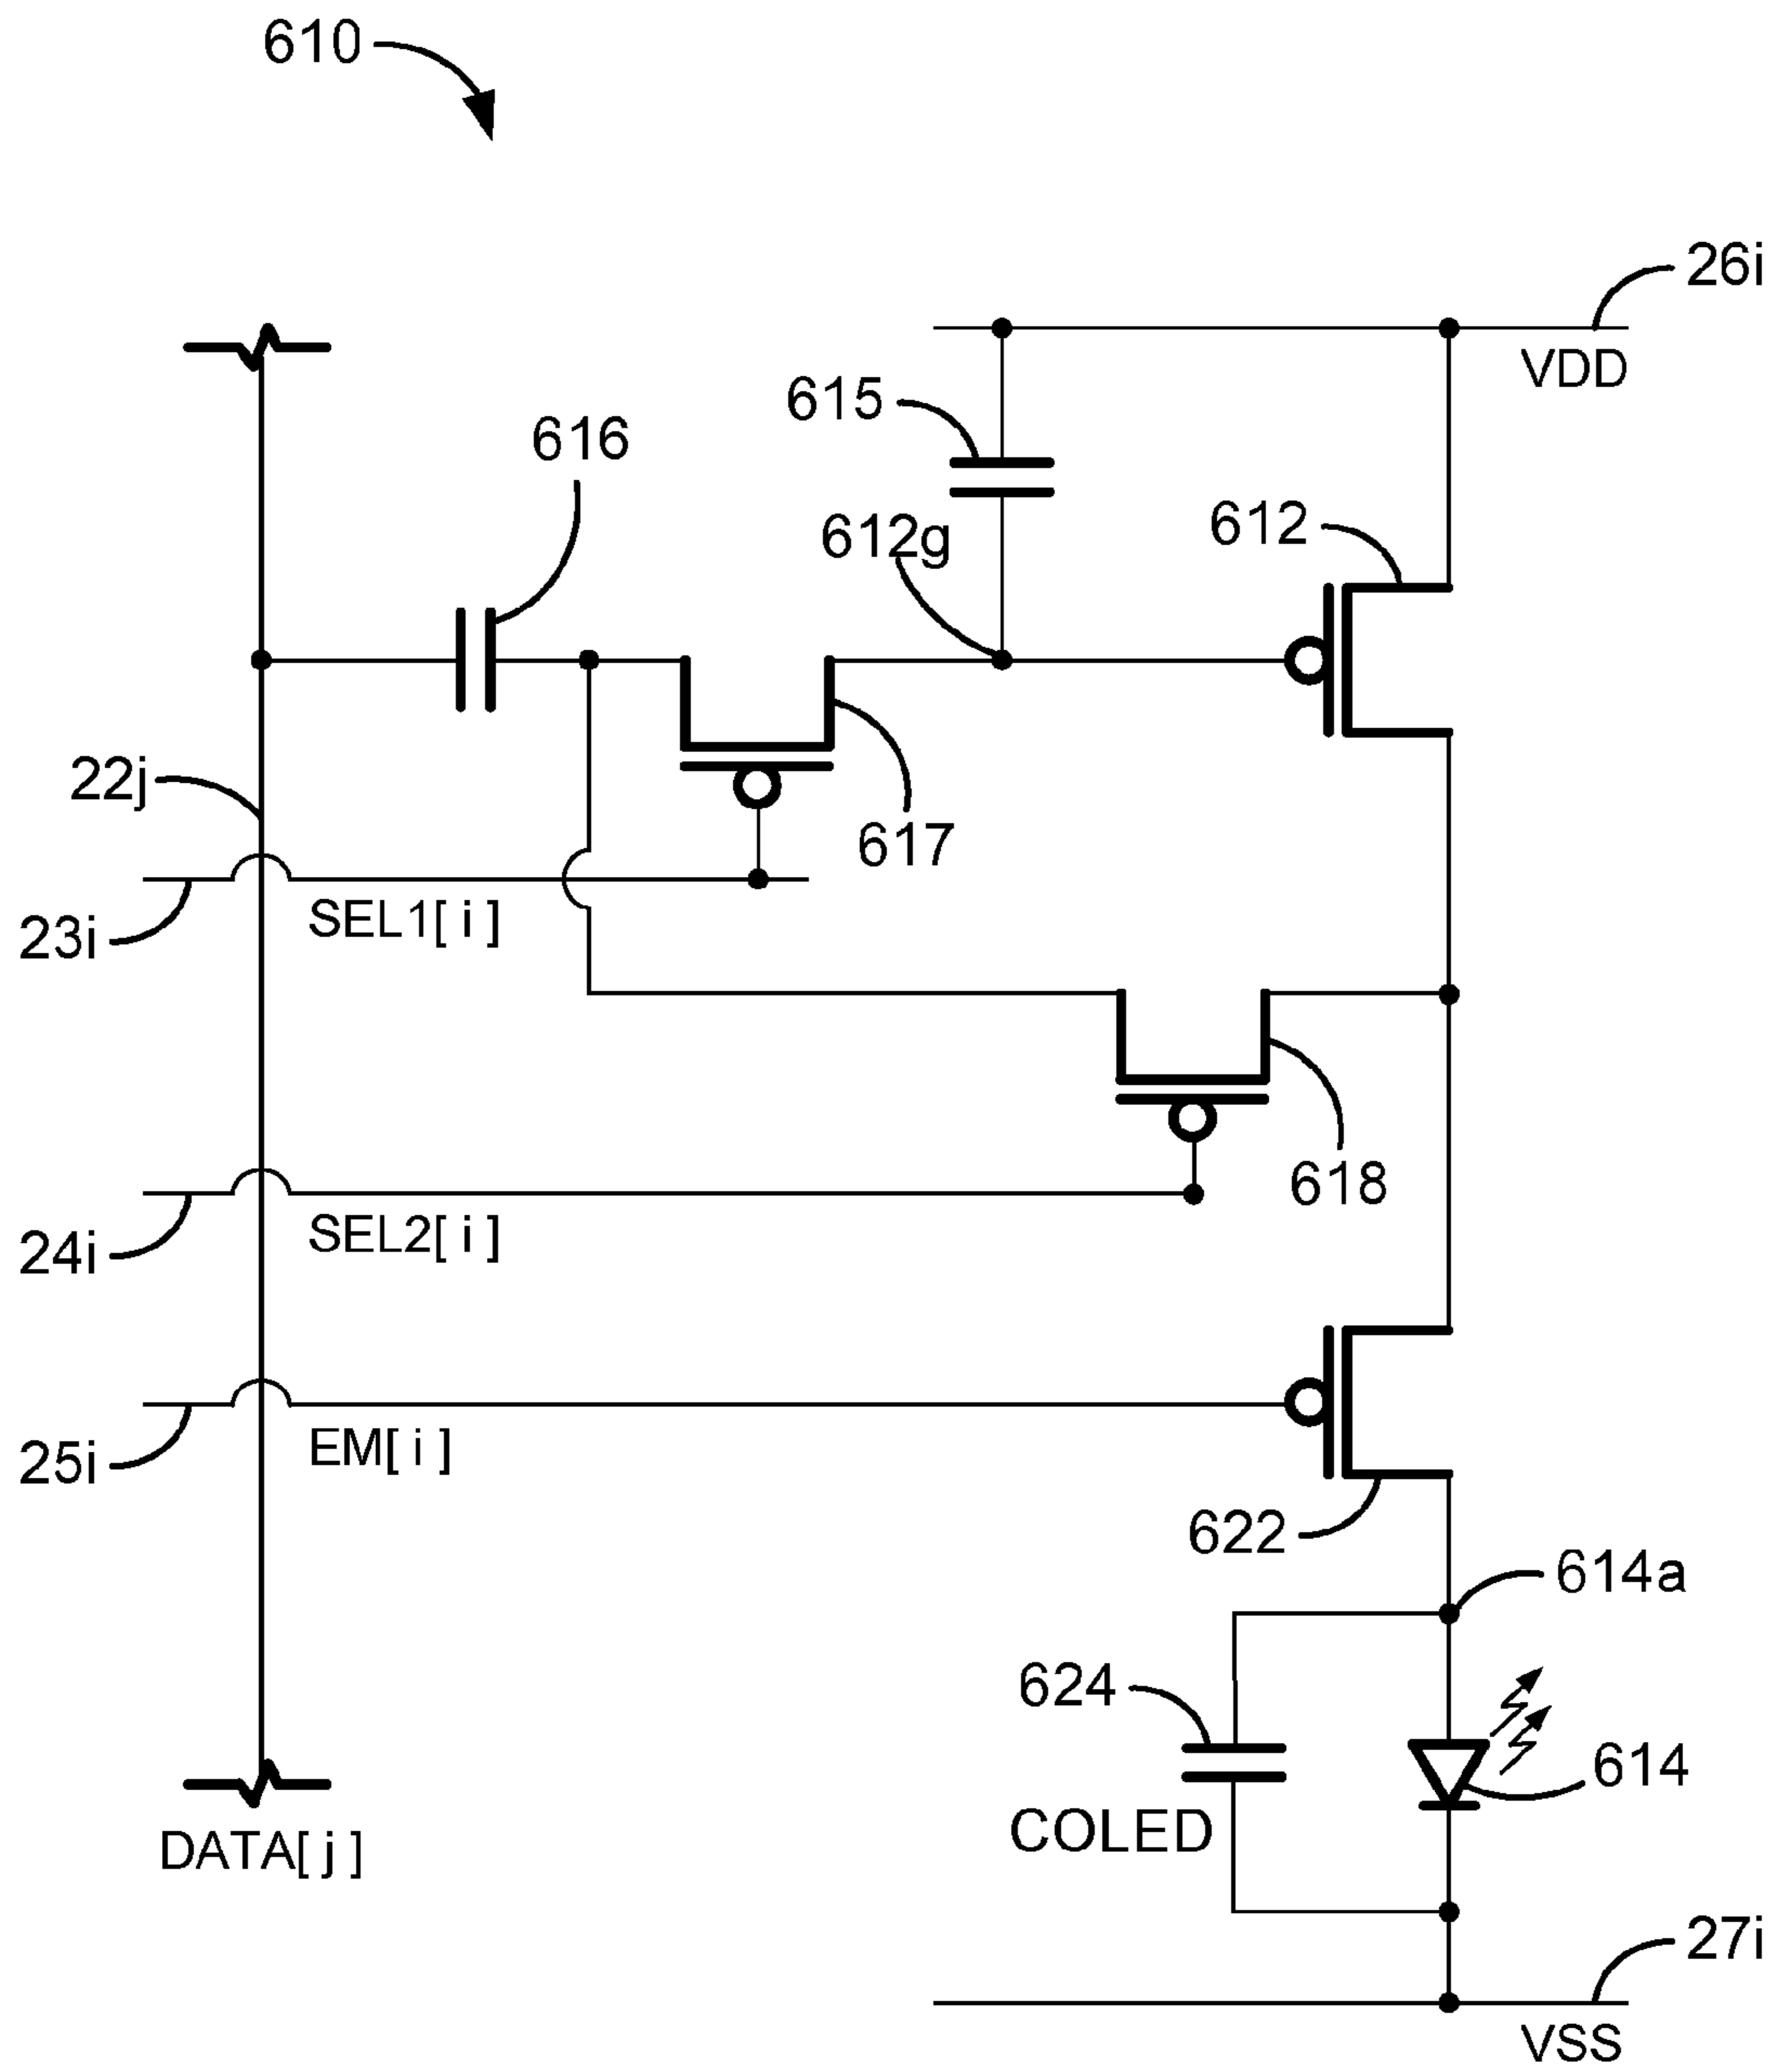 610
26i
VDD
615
616
612g
612
22j
617
23i
SEL1[ i ]
618
24i
SEL2[ i ]
25i
EM[ i ]
622
614a
624
614
COLED
DATA[ j ]
27i
VSS